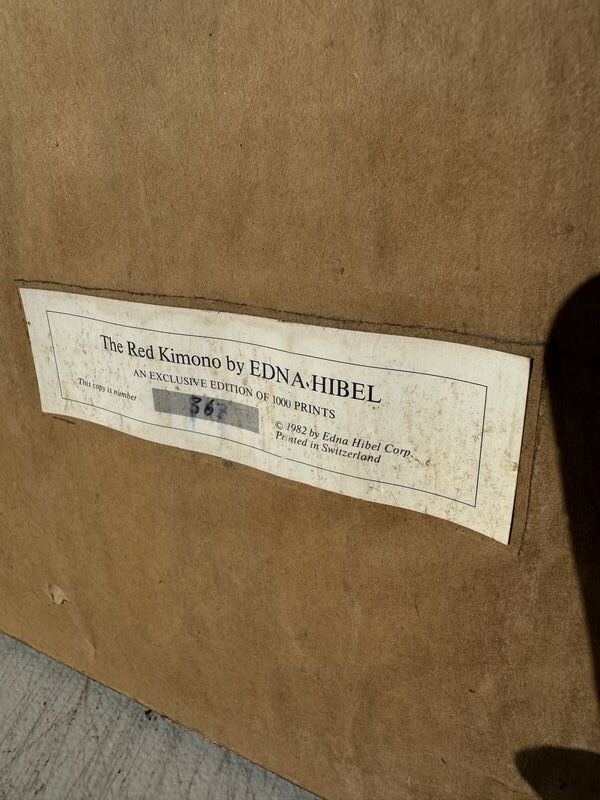 The Red Kimono by EDNA HIBEL
AN EXCLUSIVE EDITION OF 1000 PRINTS
This copy is number
© 1982 by Edna Hibel Corp.
Printed in Switzerland